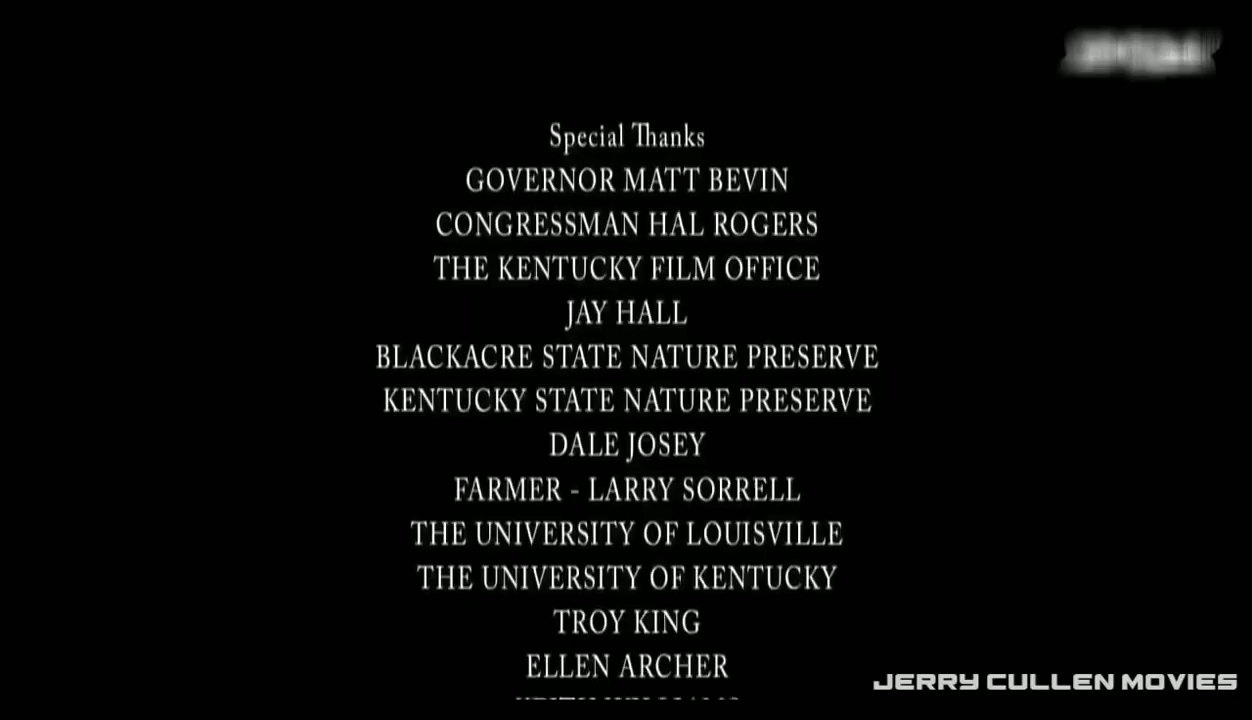 Special Thanks
GOVERNOR MATT BEVIN
CONGRESSMAN HAL ROGERS
THE KENTUCKY FILM OFFICE
JAY HALL
BLACKACRE STATE NATURE PRESERVE
KENTUCKY STATE NATURE PRESERVE
DALE JOSEY
FARMER - LARRY SORRELL
THE UNIVERSITY OF LOUISVILLE
THE UNIVERSITY OF KENTUCKY
TROY KING
ELLEN ARCHER
JERRY CULLEN MOVIES